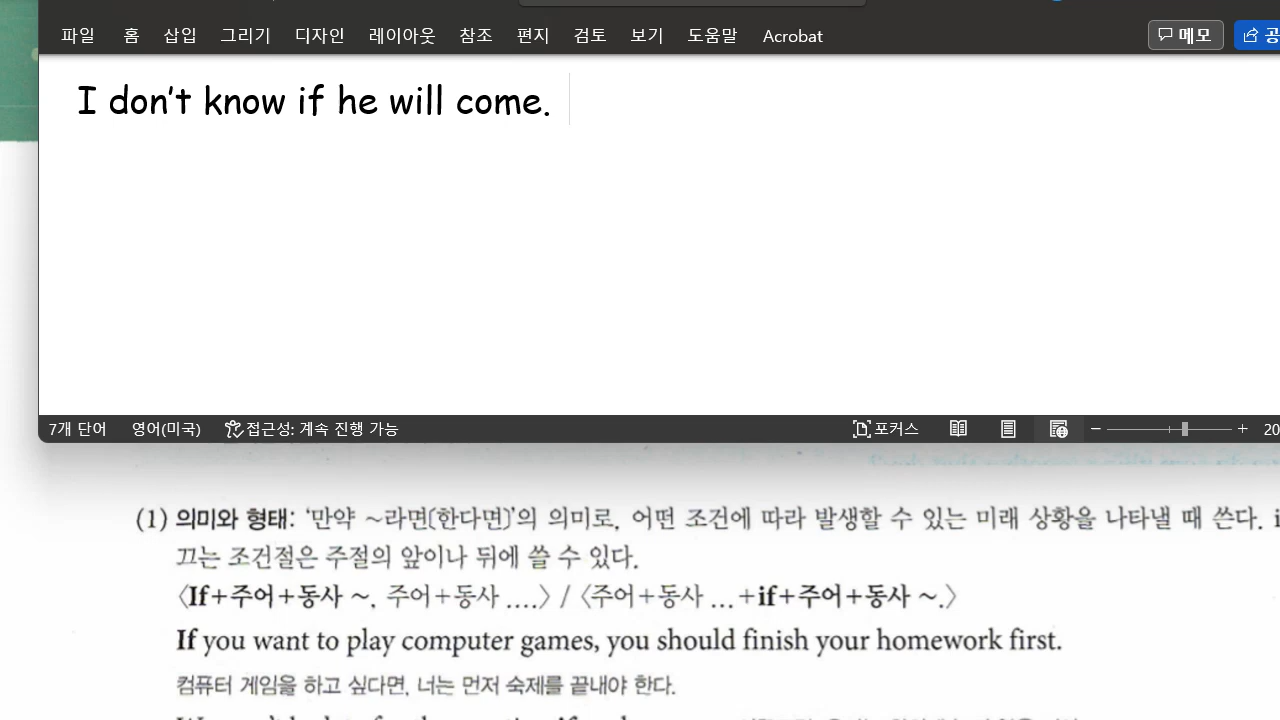 파일 홈 삽입 그리기 디자인 레이아웃 참조 편지 검토 보기 도움말 Acrobat 메모
I don't know if he will come.
7개 단어 영어(미국) 접근성: 계속 진행 가능 포커스
(1) 의미와 형태: '만약 ~라면(한다면)'의 의미로, 어떤 조건에 따라 발생할 수 있는 미래 상황을 나타낼 때 쓴다.
끄는 조건절은 주절의 앞이나 뒤에 쓸 수 있다.
〈If+주어+동사 ~, 주어+동사 ....〉 / 〈주어+동사 ...+if+주어+동사 ~.〉
If you want to play computer games, you should finish your homework first.
컴퓨터 게임을 하고 싶다면, 너는 먼저 숙제를 끝내야 한다.